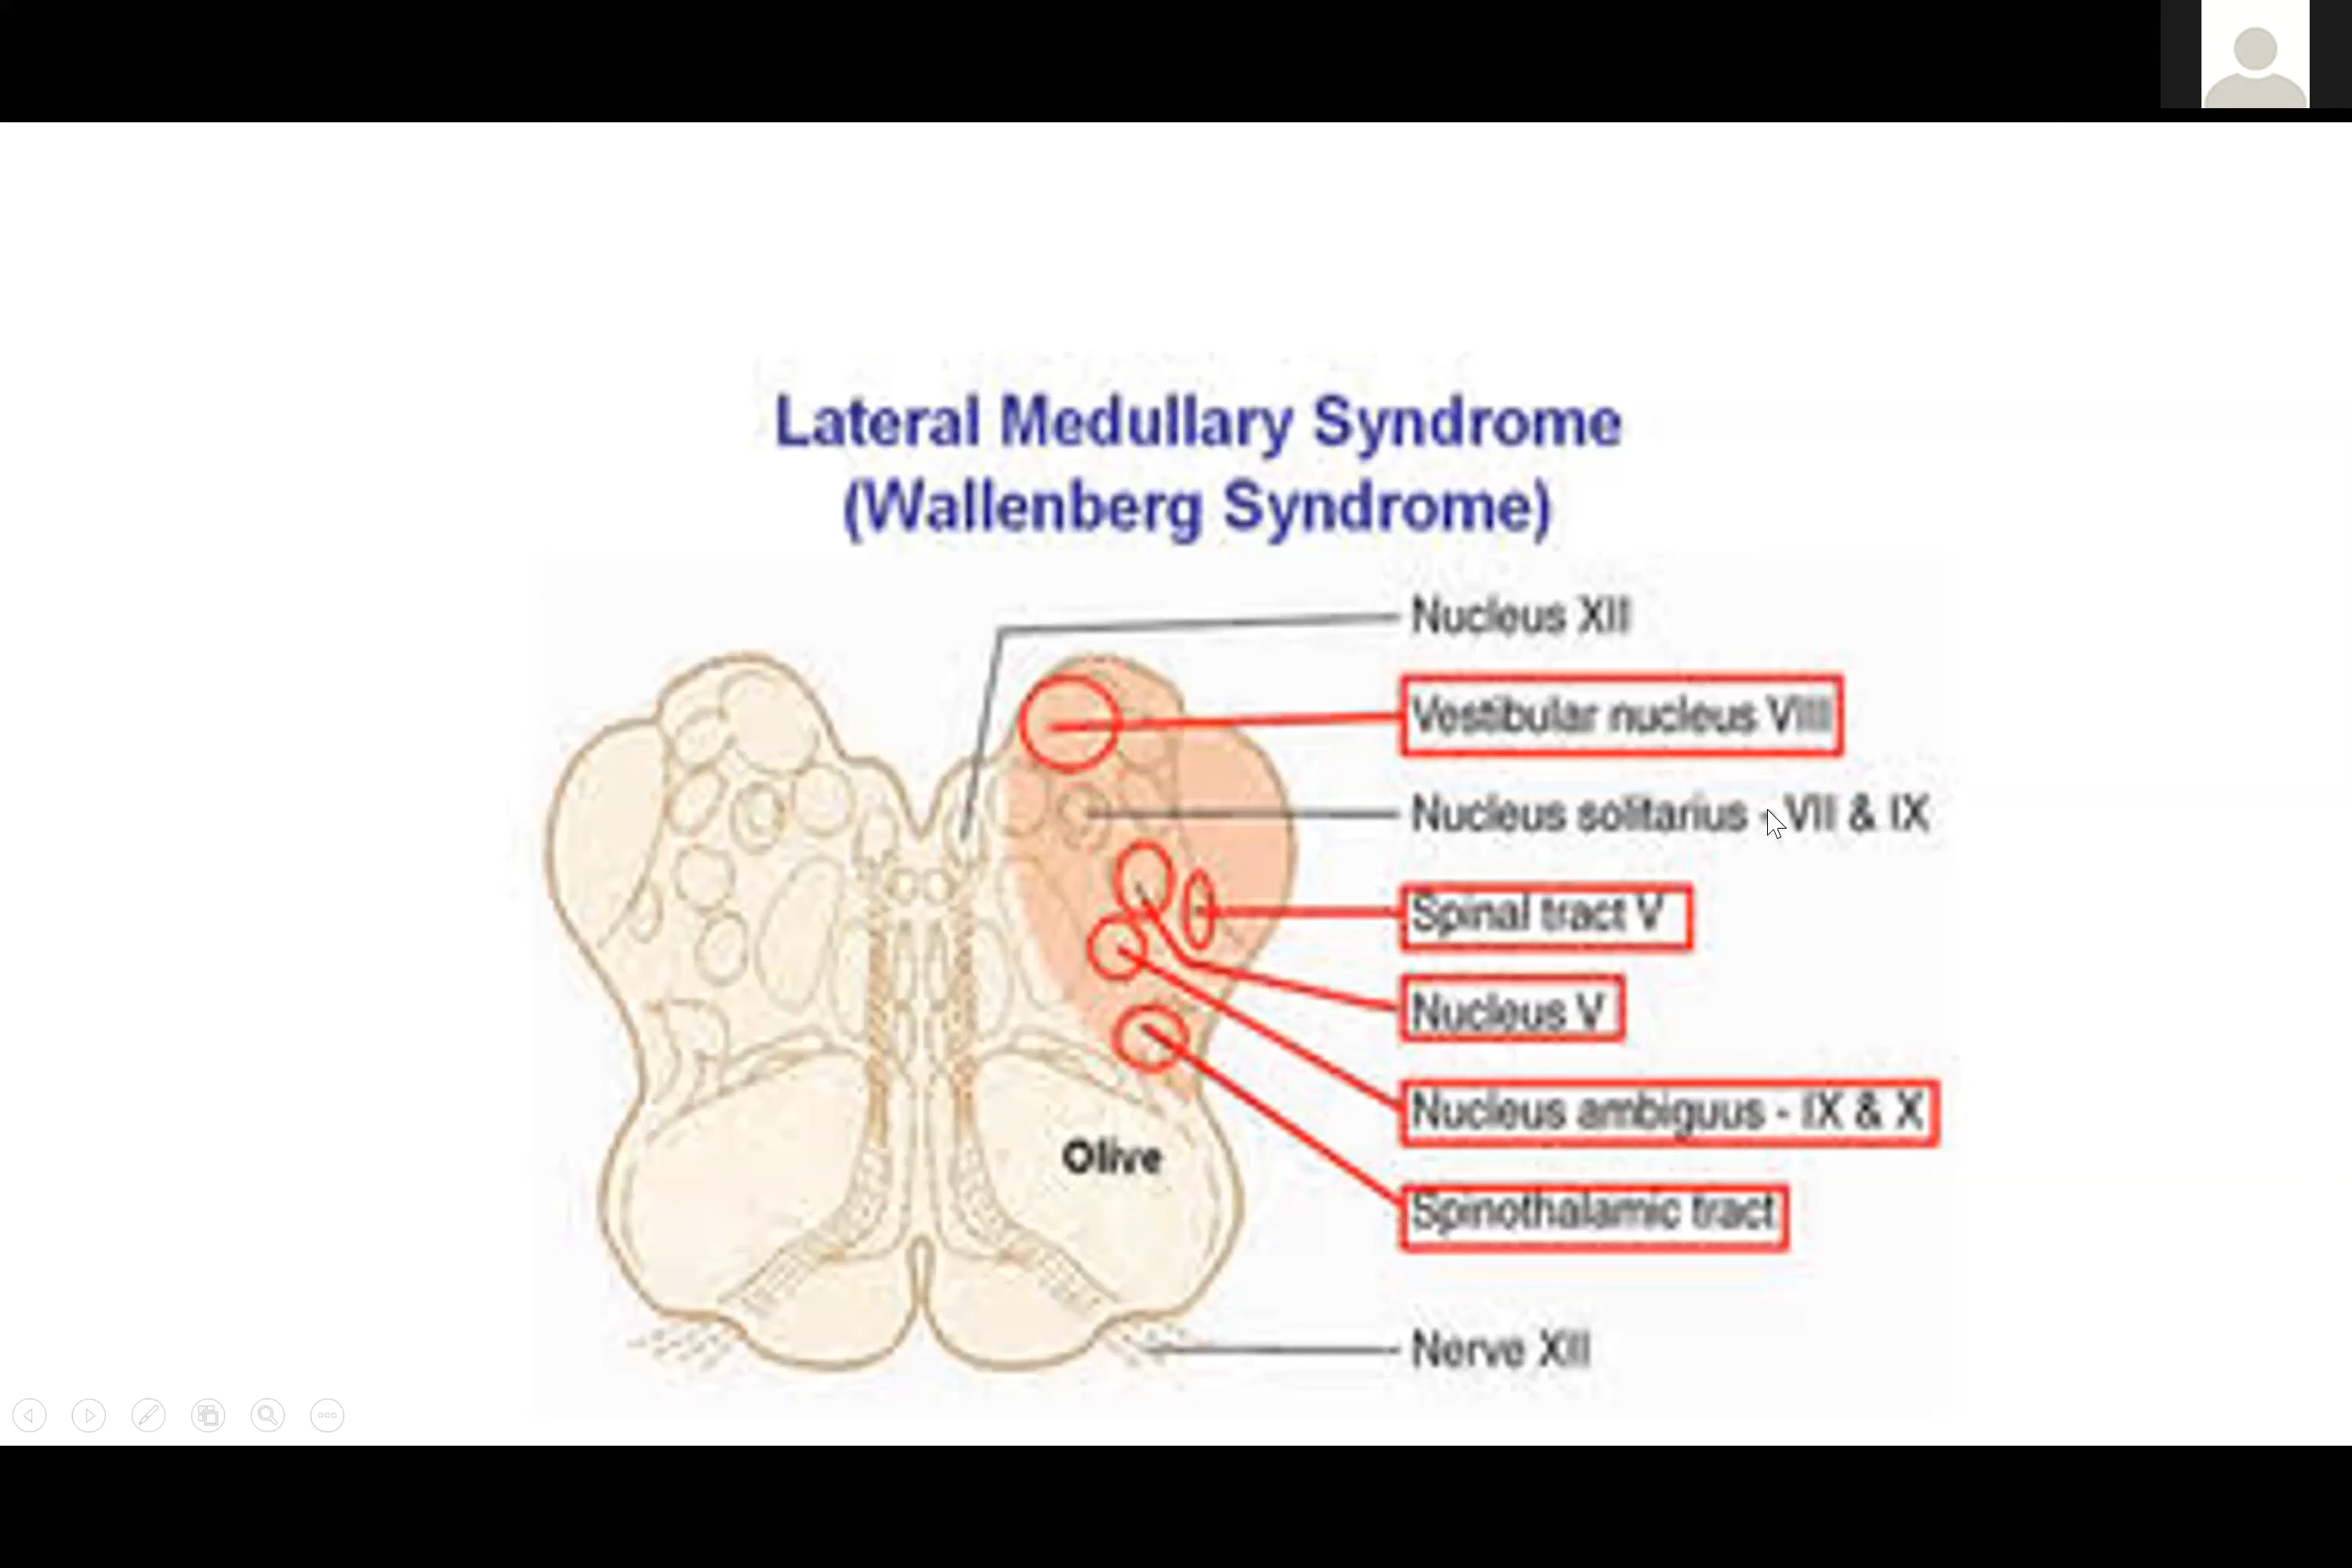 Lateral Medullary Syndrome
(Wallenberg Syndrome)
Nucleus XII
Vestibular nucleus VIII
Nucleus solitarius - VII & IX
Spinal tract V
Nucleus V
Nucleus ambiguus - IX & X
Spinothalamic tract
Olive
Nerve XII